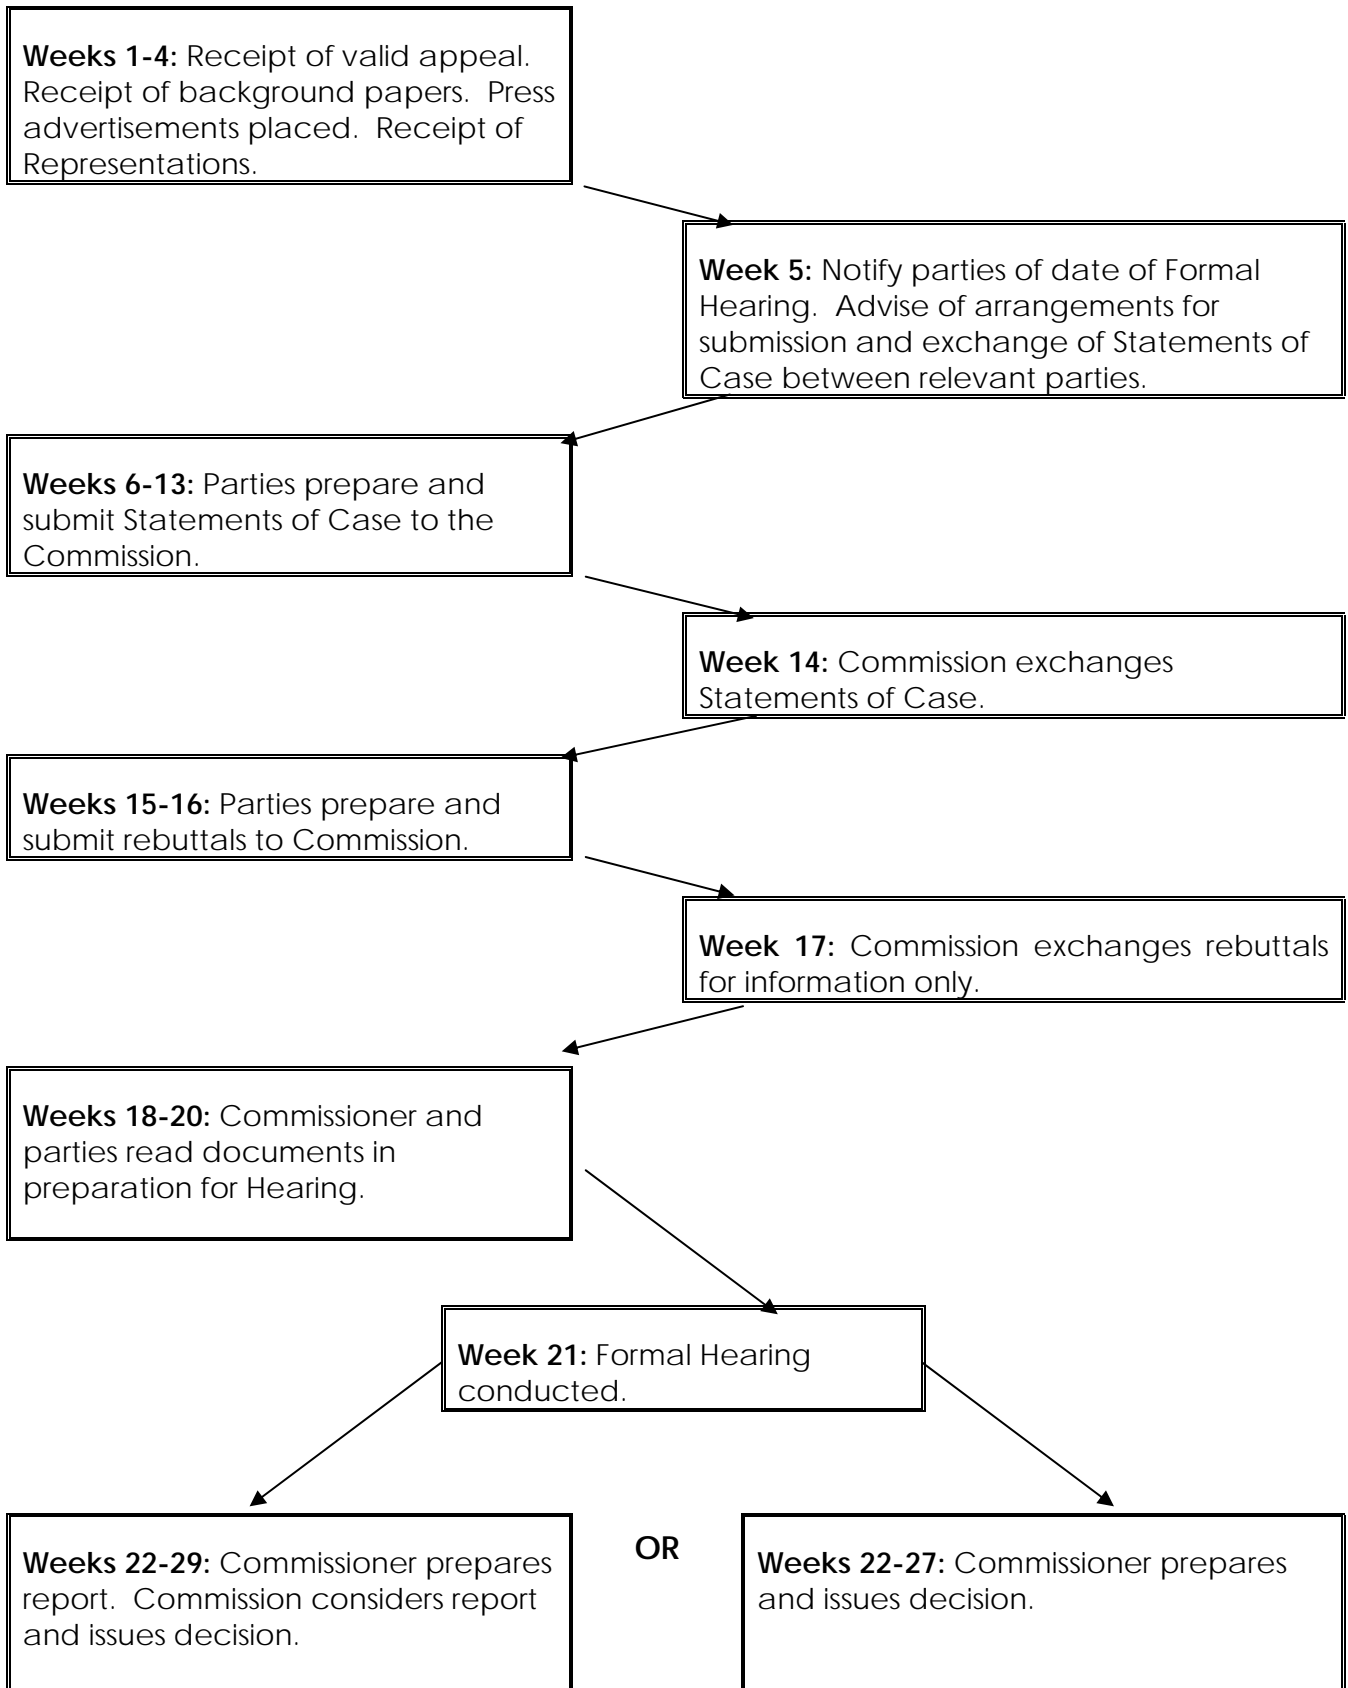 Weeks 1-4: Receipt of valid appeal.
Receipt of background papers.  Press
advertisements placed.  Receipt of
Representations.
Week 5: Notify parties of date of Formal
Hearing.  Advise of arrangements for
submission and exchange of Statements of
Case between relevant parties.
Weeks 6-13: Parties prepare and
submit Statements of Case to the
Commission.
Week 14: Commission exchanges
Statements of Case.
Weeks 15-16: Parties prepare and
submit rebuttals to Commission.
Week 17: Commission exchanges rebuttals
for information only.
Weeks 18-20: Commissioner and
parties read documents in
preparation for Hearing.
Week 21: Formal Hearing
conducted.
Weeks 22-29: Commissioner prepares
report.  Commission considers report
and issues decision.
OR
Weeks 22-27: Commissioner prepares
and issues decision.